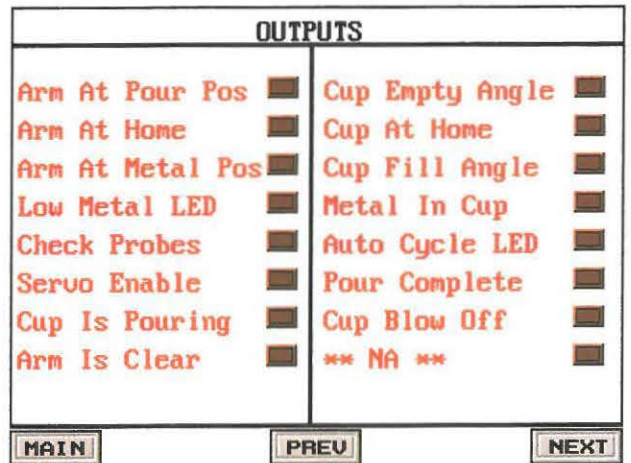 OUTPUTS
Arm At Pour Pos
Arm At Home
Arm At Metal Pos
Low Metal LED
Check Probes
Servo Enable
Cup Is Pouring
Arm Is Clear
Cup Empty Angle
Cup At Home
Cup Fill Angle
Metal In Cup
Auto Cycle LED
Pour Complete
Cup Blow Off
** NA **
MAIN
PREV
NEXT